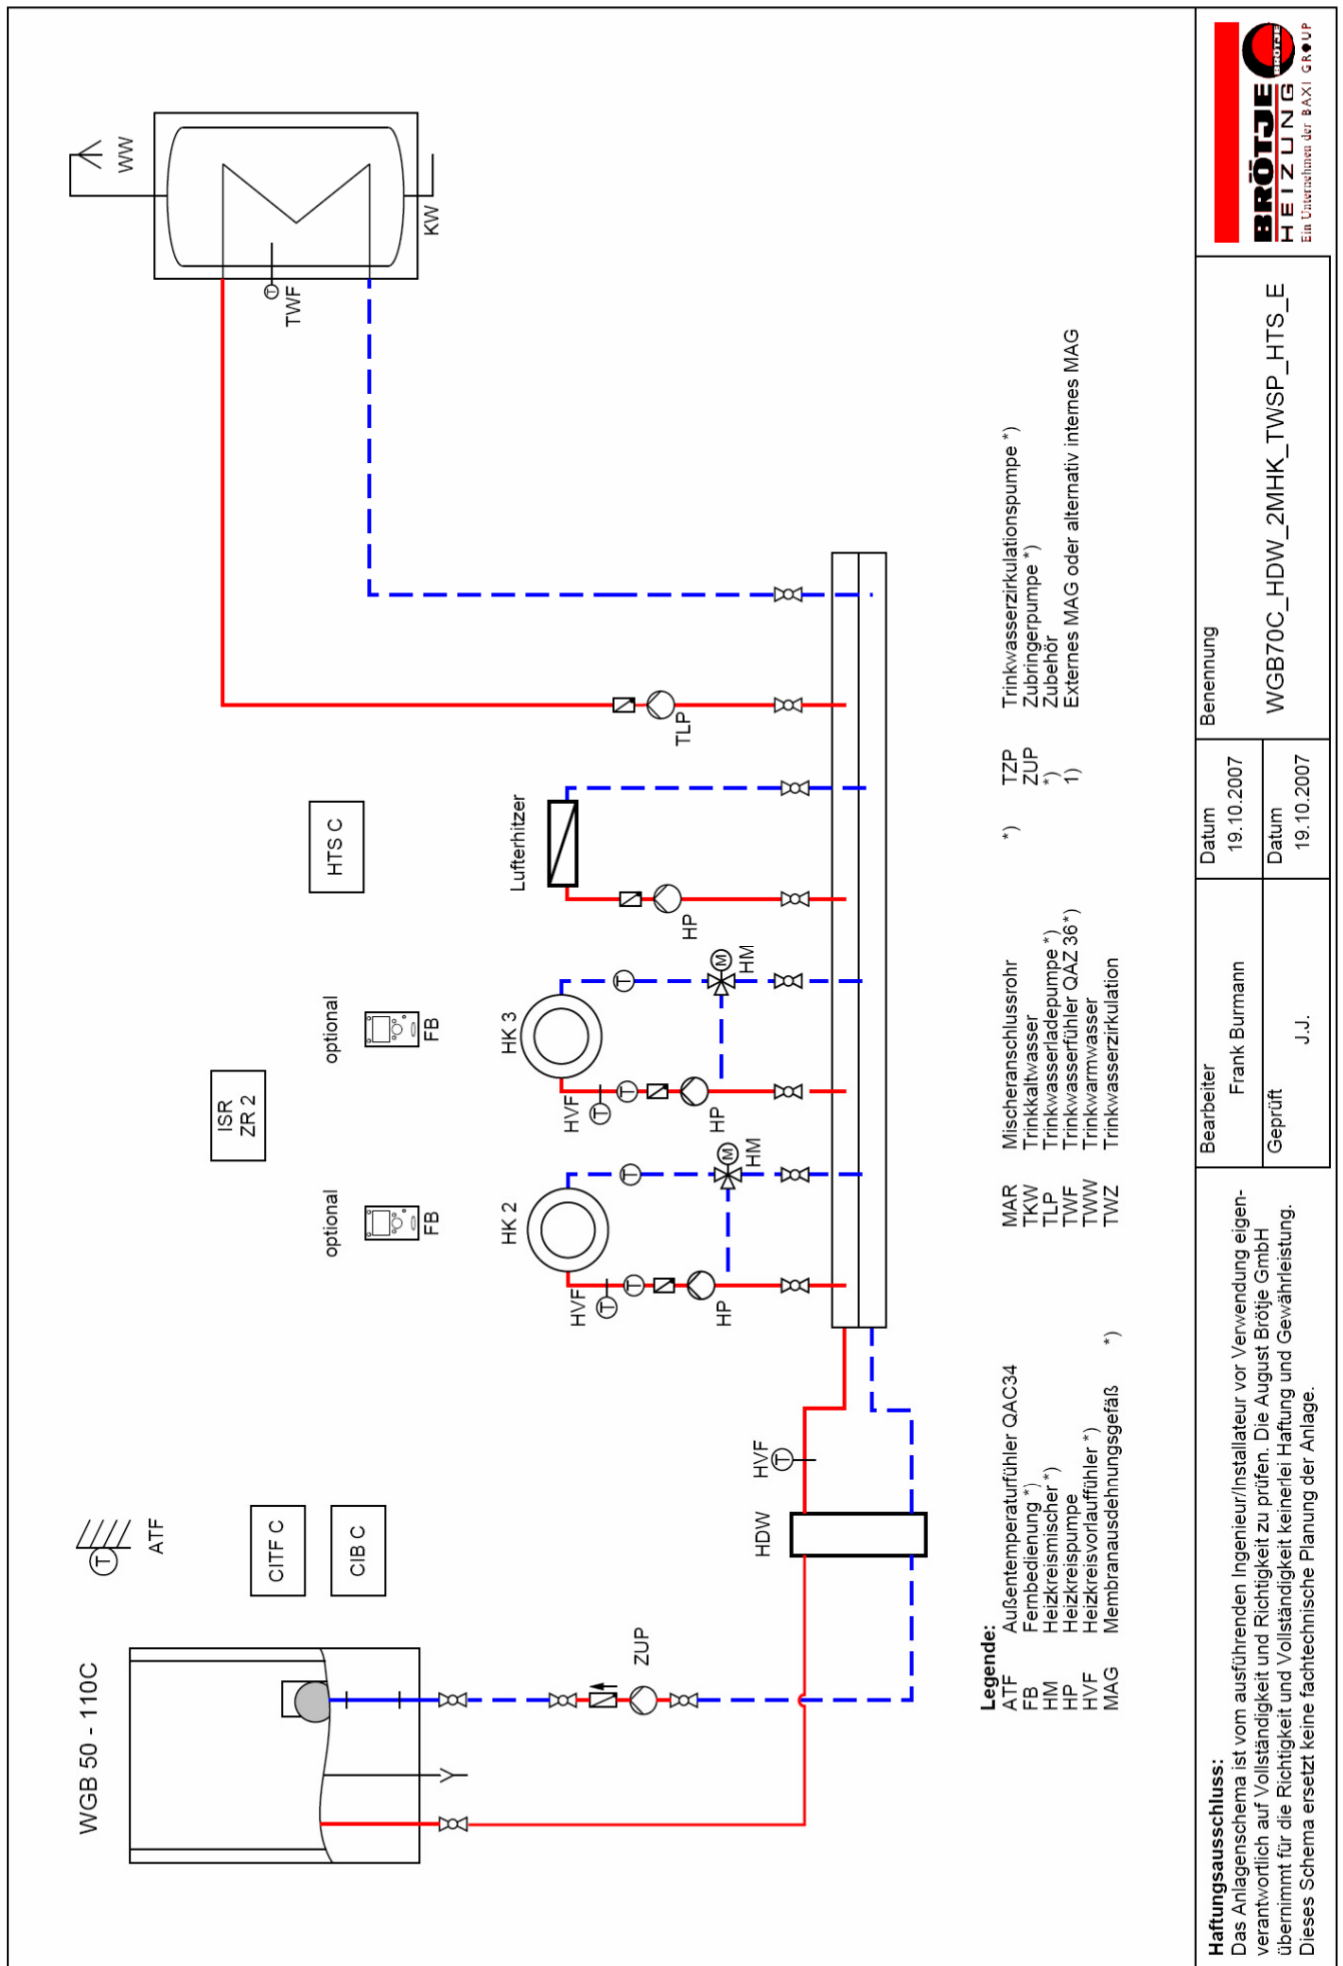 WGB 50 - 110C
ATF
CITF C
CIB C
ZUP
HDW
HVF
optional
FB
ISR
ZR 2
optional
FB
HTS C
HK 2
HVF
HP
HM
HK 3
HVF
HP
HM
Lufterhitzer
HP
TLP
TWF
WW
KW
Legende:
ATF Außentemperaturfühler QAC34
FB Fernbedienung *)
HM Heizkreismischer *)
HP Heizkreispumpe
HVF Heizkreisvorlauffühler *)
MAG Membranausdehnungsgefäß *)
MAR Mischeranschlussrohr *)
TKW Trinkkaltwasser
TLP Trinkwasserladepumpe *)
TWF Trinkwasserfühler QAZ 36*)
TWW Trinkwarmwasser
TWZ Trinkwasserzirkulation
TZP Trinkwasserzirkulationspumpe *)
ZUP Zubringerpumpe *)
*) Zubehör
1) Externes MAG oder alternativ internes MAG
Haftungsausschluss:
Das Anlagenschema ist vom ausführenden Ingenieur/Installateur vor Verwendung eigen-
verantwortlich auf Vollständigkeit und Richtigkeit zu prüfen. Die August Brötje GmbH
übernimmt für die Richtigkeit und Vollständigkeit keinerlei Haftung und Gewährleistung.
Dieses Schema ersetzt keine fachtechnische Planung der Anlage.
Bearbeiter
Frank Burmann
Geprüft
J.J.
Datum
19.10.2007
Datum
19.10.2007
Benennung
WGB70C_HDW_2MHK_TWSP_HTS_E
BRÖTJE
BRÖTJE
HEIZUNG
Ein Unternehmen der BAXI GROUP